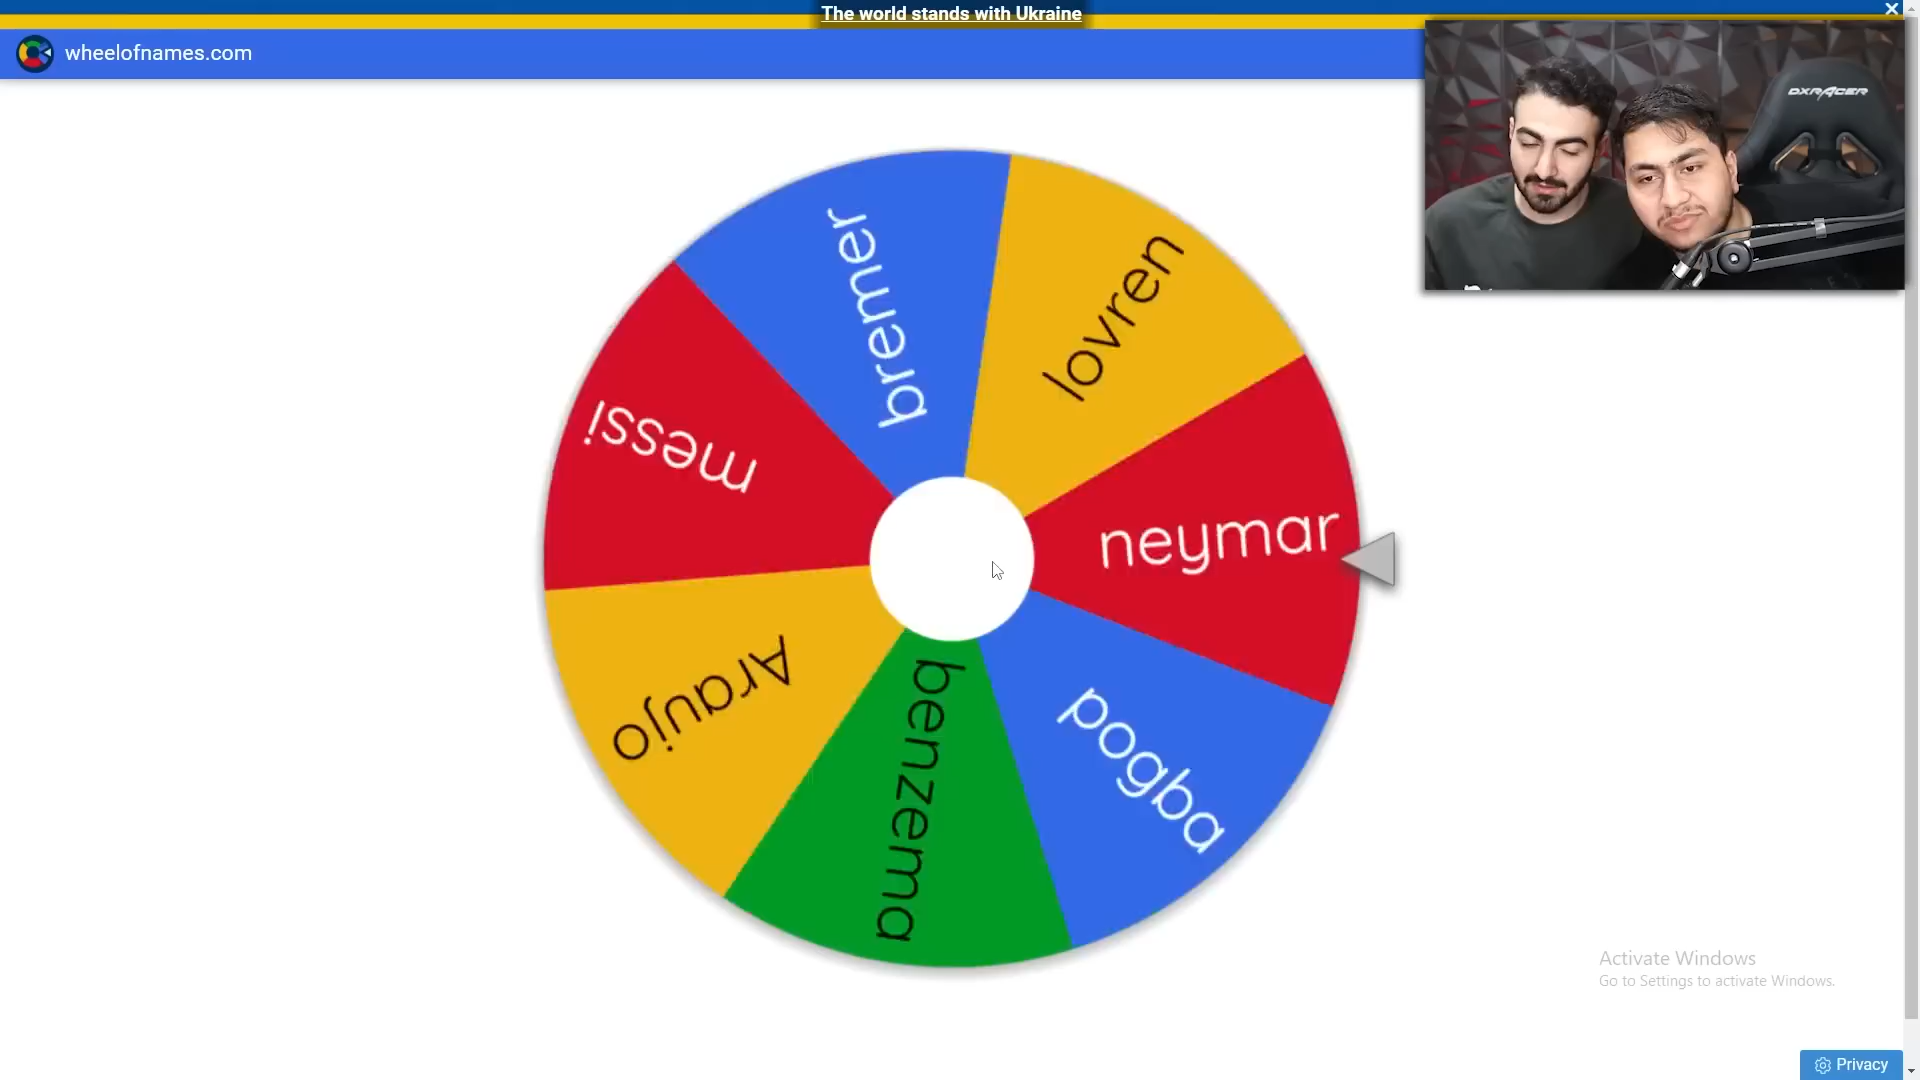 The world stands with Ukraine
wheelofnames.com
DXRACER
bremer
lovren
messi
neymar
Araujo
benzema
pogba
Activate Windows
Go to Settings to activate Windows.
Privacy